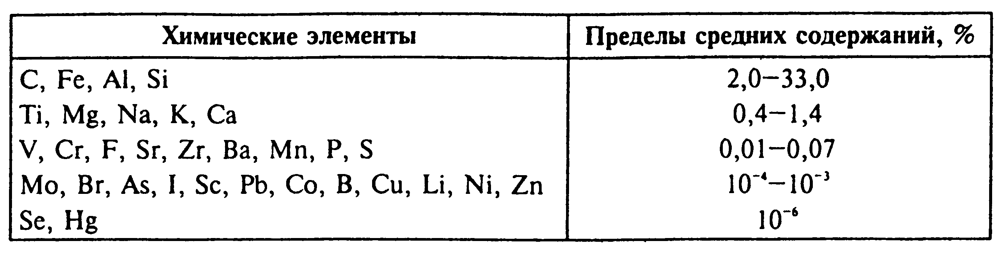 Химические элементы Пределы средних содержаний, %
C, Fe, Al, Si 2,0—33,0
Ti, Mg, Na, K, Ca 0,4—1,4
V, Cr, F, Sr, Zr, Ba, Mn, P, S 0,01—0,07
Mo, Br, As, I, Sc, Pb, Co, B, Cu, Li, Ni, Zn 10⁻⁴—10⁻³
Se, Hg 10⁻⁶